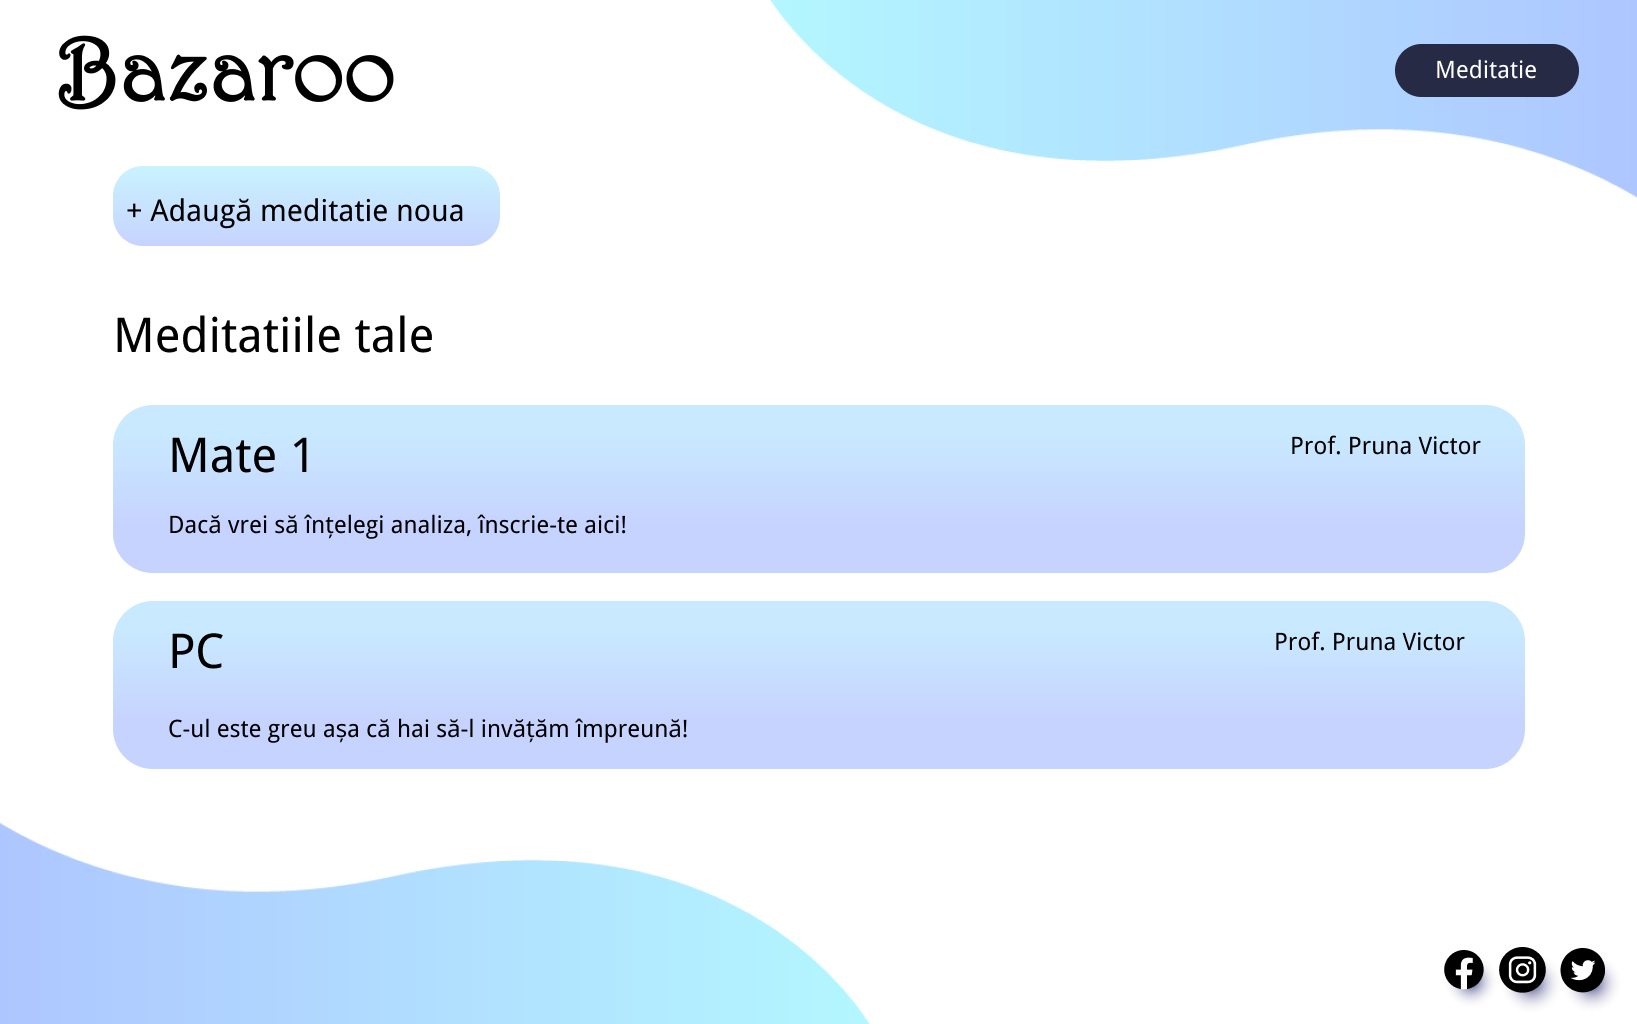 Bazaroo
Meditatie
+ Adaugă meditatie noua
Meditatiile tale
Mate 1
Prof. Pruna Victor
Dacă vrei să înțelegi analiza, înscrie-te aici!
PC
Prof. Pruna Victor
C-ul este greu așa că hai să-l invățăm împreună!